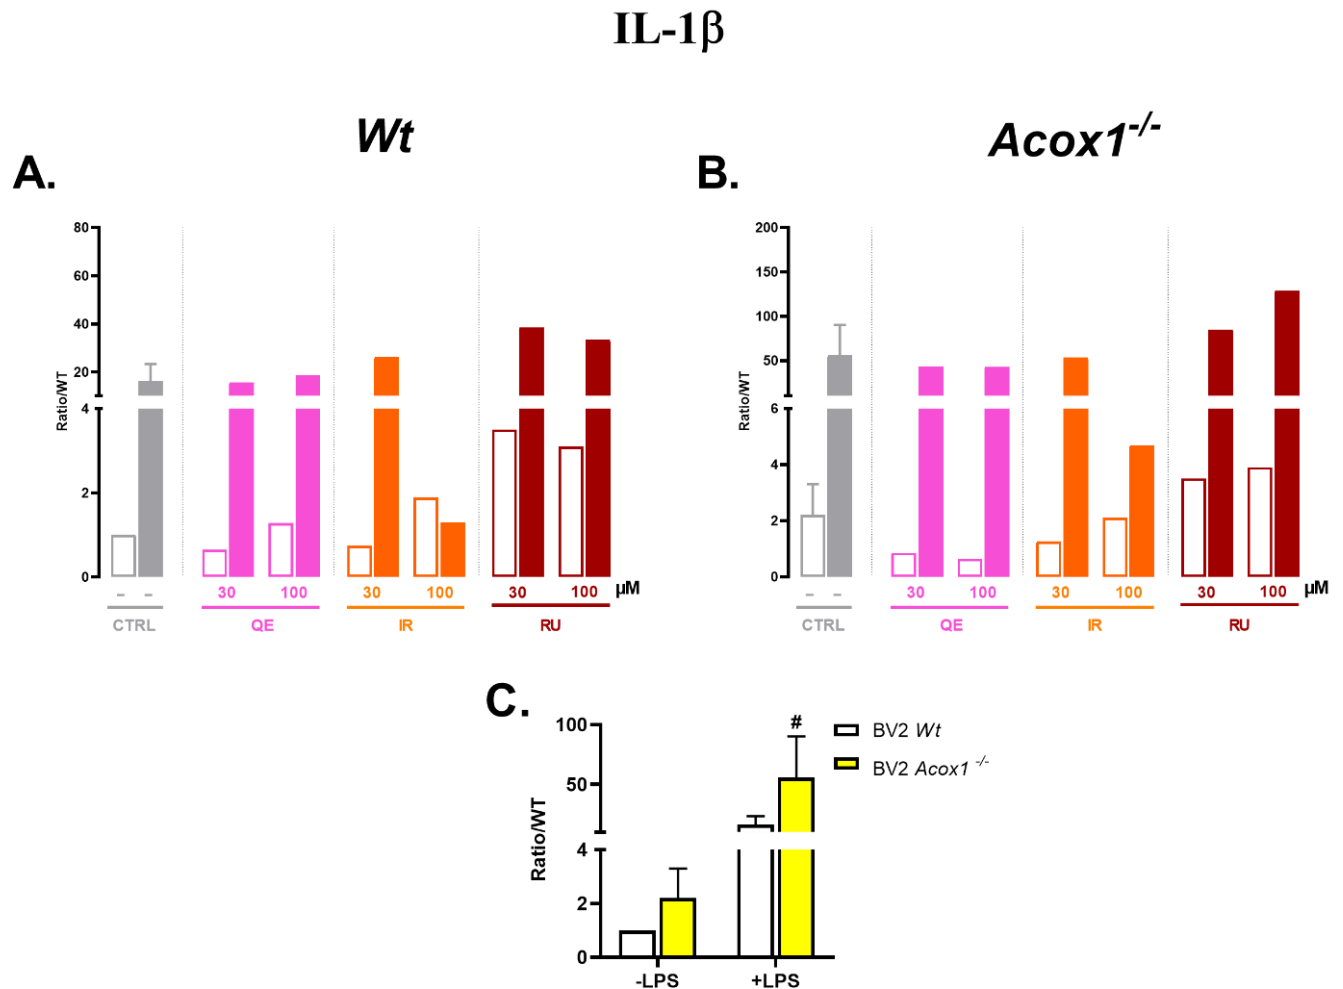 IL-1β
Wt
Acox1-/-
A.
B.
80
60
40
20
4
2
0
Ratio/WT
- -
30 100
30 100
30 100
μM
CTRL
QE
IR
RU
200
150
100
50
6
4
2
0
Ratio/WT
- -
30 100
30 100
30 100
μM
CTRL
QE
IR
RU
C.
100
50
4
2
0
Ratio/WT
#
-LPS
+LPS
BV2 Wt
BV2 Acox1 -/-